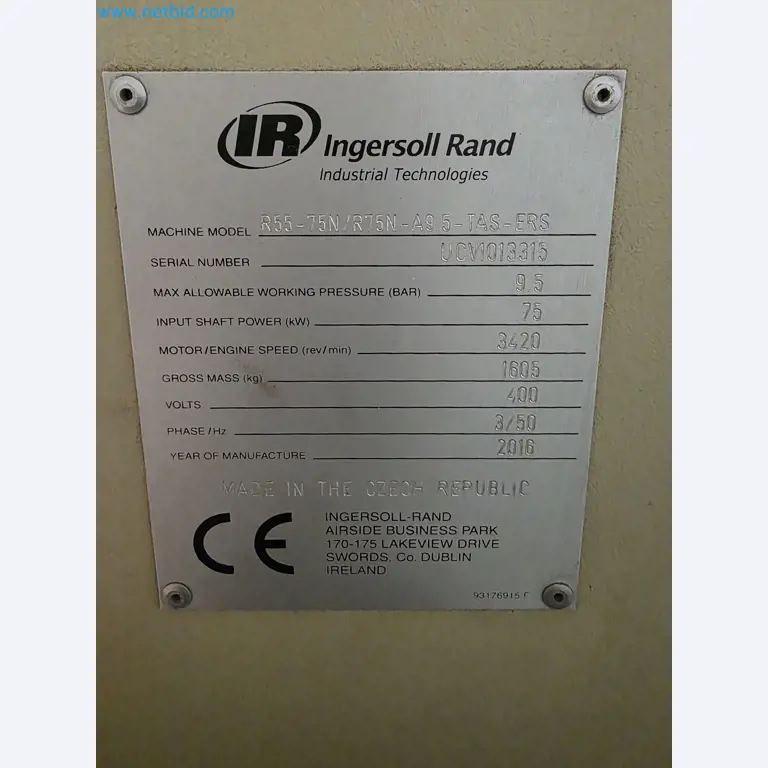 www.netbid.com
IR Ingersoll Rand
Industrial Technologies
MACHINE MODEL R55-75N/R75N-A9.5-TAS-ERS
SERIAL NUMBER UCV1013315
MAX ALLOWABLE WORKING PRESSURE (BAR) 9.5
INPUT SHAFT POWER (kW) 75
MOTOR/ENGINE SPEED (rev/min) 3420
GROSS MASS (kg) 1605
VOLTS 400
PHASE/Hz 3/50
YEAR OF MANUFACTURE 2016
MADE IN THE CZECH REPUBLIC
CE
INGERSOLL-RAND
AIRSIDE BUSINESS PARK
170-175 LAKEVIEW DRIVE
SWORDS, Co. DUBLIN
IRELAND
93176915